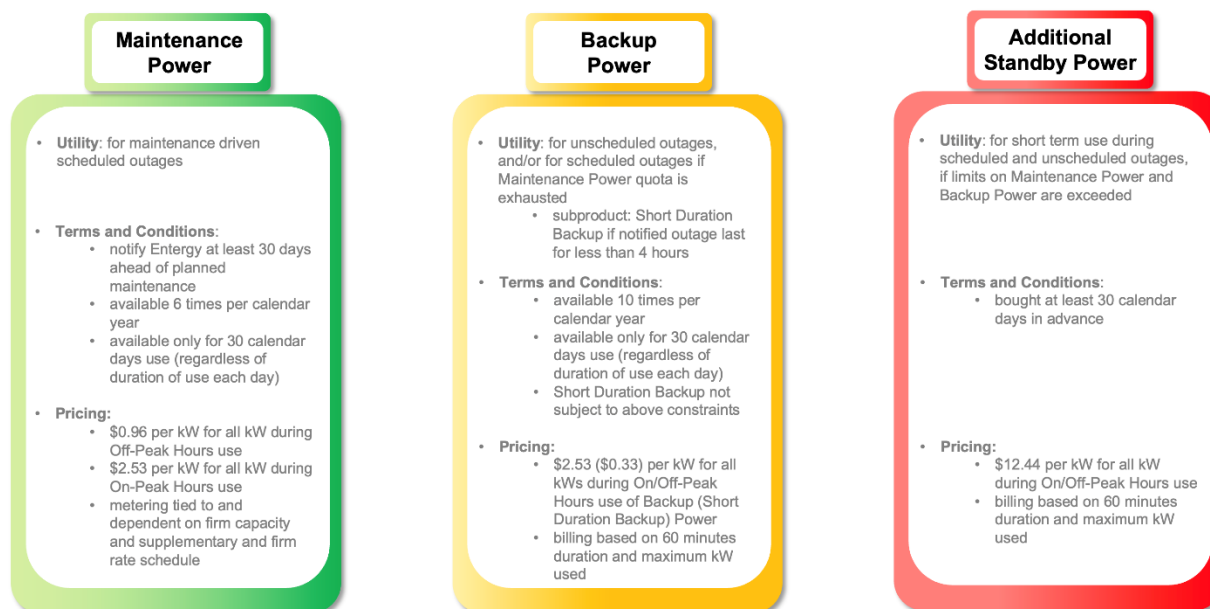 Maintenance
Power
• Utility: for maintenance driven
scheduled outages
• Terms and Conditions:
• notify Entergy at least 30 days
ahead of planned
maintenance
• available 6 times per calendar
year
• available only for 30 calendar
days use (regardless of
duration of use each day)
• Pricing:
• $0.96 per kW for all kW during
Off-Peak Hours use
• $2.53 per kW for all kW during
On-Peak Hours use
• metering tied to and
dependent on firm capacity
and supplementary and firm
rate schedule
Backup
Power
• Utility: for unscheduled outages,
and/or for scheduled outages if
Maintenance Power quota is
exhausted
• subproduct: Short Duration
Backup if notified outage last
for less than 4 hours
• Terms and Conditions:
• available 10 times per
calendar year
• available only for 30 calendar
days use (regardless of
duration of use each day)
• Short Duration Backup not
subject to above constraints
• Pricing:
• $2.53 ($0.33) per kW for all
kWs during On/Off-Peak
Hours use of Backup (Short
Duration Backup) Power
• billing based on 60 minutes
duration and maximum kW
used
Additional
Standby Power
• Utility: for short term use during
scheduled and unscheduled outages,
if limits on Maintenance Power and
Backup Power are exceeded
• Terms and Conditions:
• bought at least 30 calendar
days in advance
• Pricing:
• $12.44 per kW for all kW
during On/Off-Peak Hours use
• billing based on 60 minutes
duration and maximum kW
used